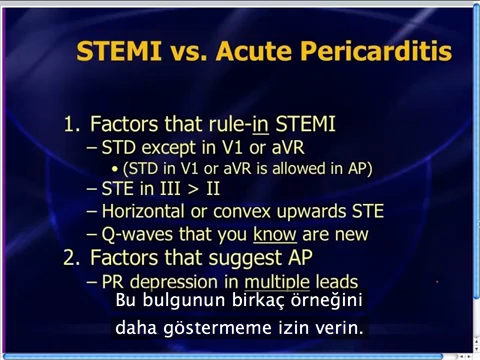 STEMI vs. Acute Pericarditis
1. Factors that rule-in STEMI
– STD except in V1 or aVR
• (STD in V1 or aVR is allowed in AP)
– STE in III > II
– Horizontal or convex upwards STE
– Q-waves that you know are new
2. Factors that suggest AP
– PR depression in multiple leads
Bu bulgunun birkaç örneğini
daha göstermeme izin verin.